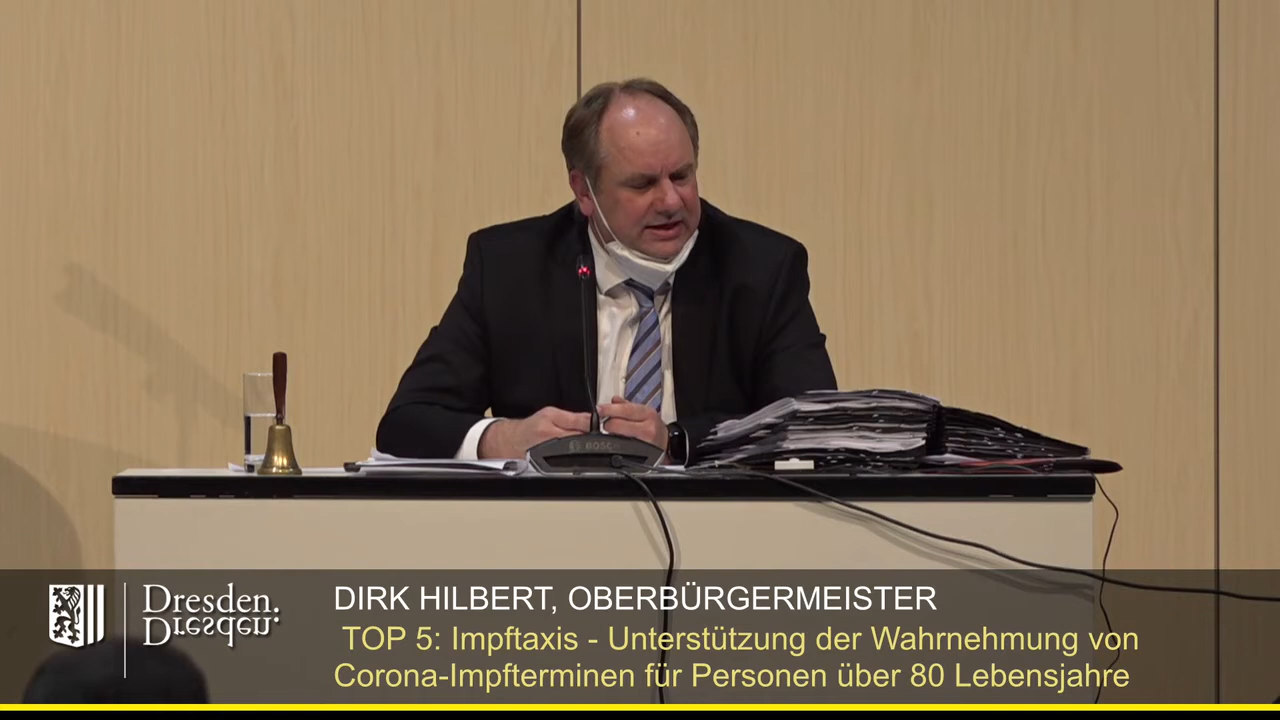 BOSCH
Dresden.
Dresden.
DIRK HILBERT, OBERBÜRGERMEISTER
TOP 5: Impftaxis - Unterstützung der Wahrnehmung von
Corona-Impfterminen für Personen über 80 Lebensjahre